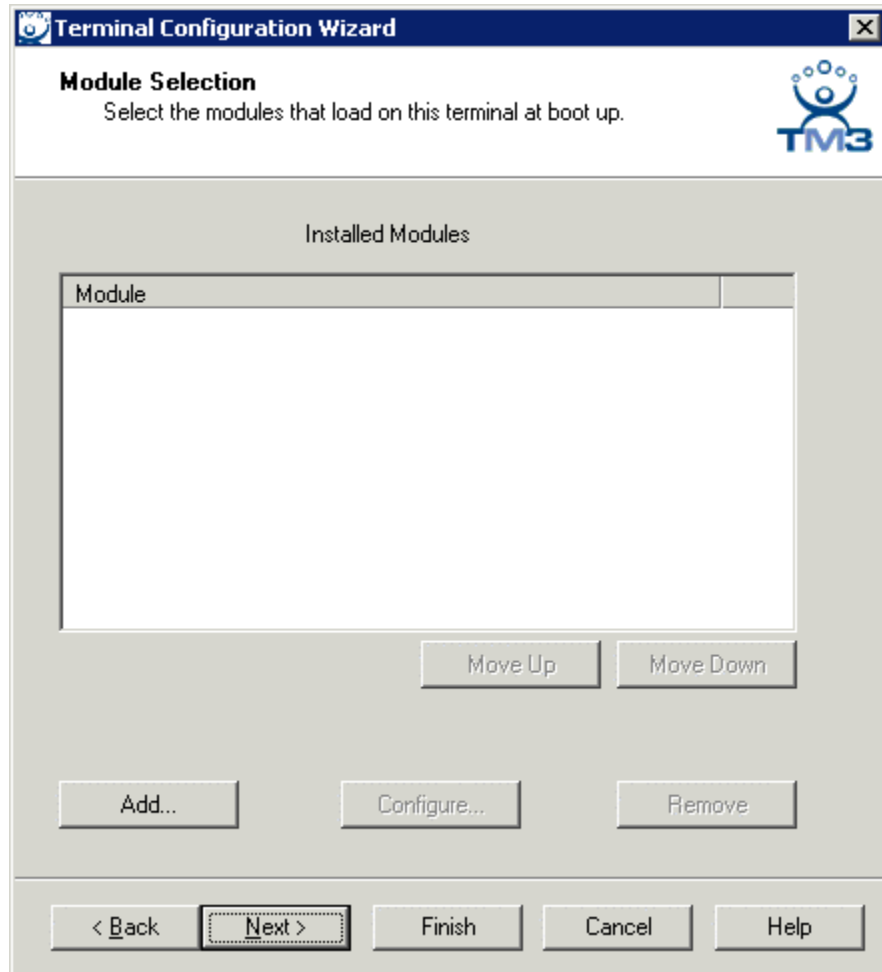 Terminal Configuration Wizard
Module Selection
Select the modules that load on this terminal at boot up.
TM3
Installed Modules
Module
Move Up Move Down
Add... Configure... Remove
< Back Next > Finish Cancel Help